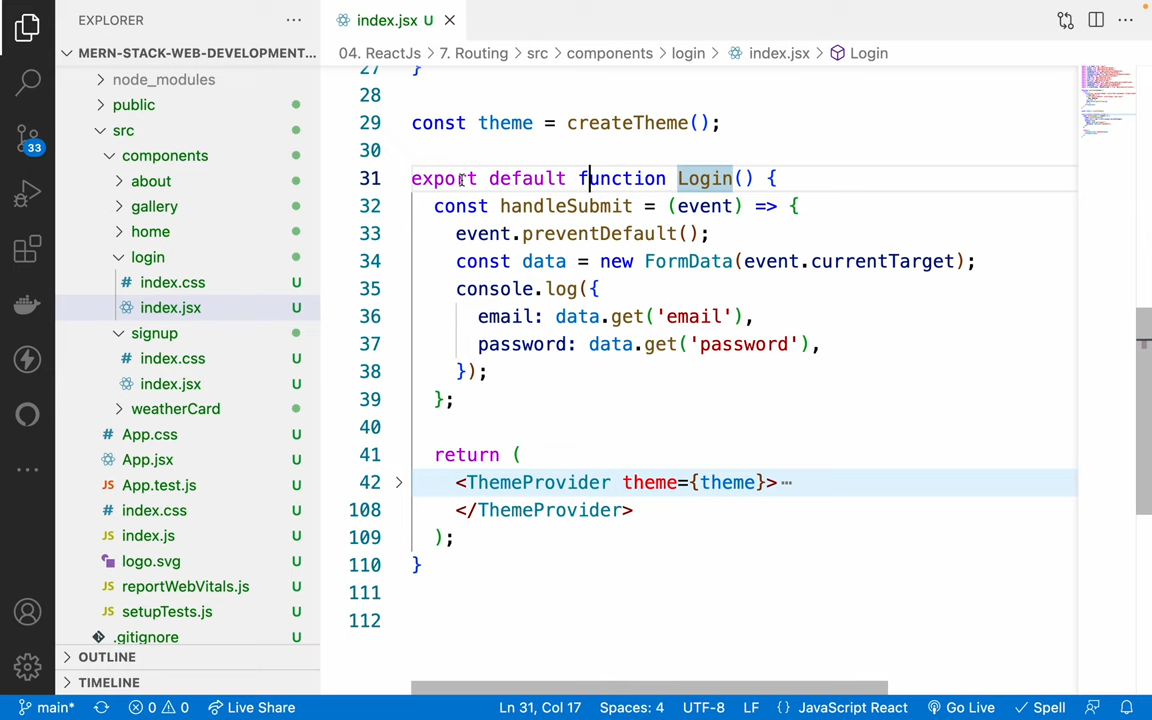 EXPLORER
index.jsx U
MERN-STACK-WEB-DEVELOPMENT...
04. ReactJs > 7. Routing > src > components > login > index.jsx > Login
node_modules
public
src
components
about
gallery
home
login
# index.css U
index.jsx U
signup
# index.css U
index.jsx U
weatherCard
# App.css U
App.jsx U
JS App.test.js U
# index.css U
JS index.js U
logo.svg U
JS reportWebVitals.js U
JS setupTests.js U
.gitignore U
OUTLINE
TIMELINE
33
27 }
28
29 const theme = createTheme();
30
31 export default function Login() {
32 const handleSubmit = (event) => {
33 event.preventDefault();
34 const data = new FormData(event.currentTarget);
35 console.log({
36 email: data.get('email'),
37 password: data.get('password'),
38 });
39 };
40
41 return (
42 <ThemeProvider theme={theme}>
108 </ThemeProvider>
109 );
110 }
111
112
main* 0 0 Live Share Ln 31, Col 17 Spaces: 4 UTF-8 LF {} JavaScript React Go Live Spell